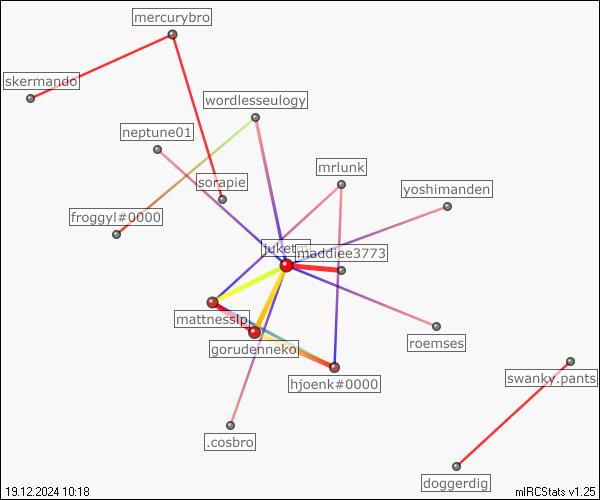 mercurybro
skermando
wordlesseulogy
neptune01
mrlunk
sorapie
yoshimanden
froggyl#0000
maddiee3773
mattnesslp
roemses
gorudenneko
swanky.pants
hjoenk#0000
.cosbro
doggerdig
19.12.2024 10:18
mIRCStats v1.25